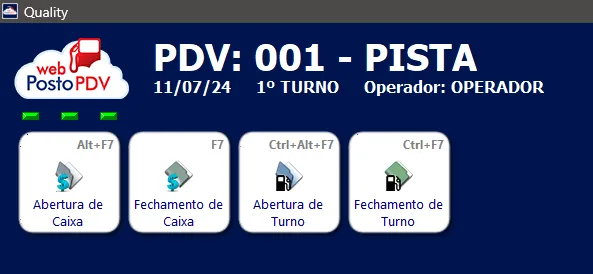 Quality
web
PostoPDV
PDV: 001 - PISTA
11/07/24 1º TURNO Operador: OPERADOR
Alt+F7
Abertura de
Caixa
F7
Fechamento de
Caixa
Ctrl+Alt+F7
Abertura de
Turno
Ctrl+F7
Fechamento de
Turno